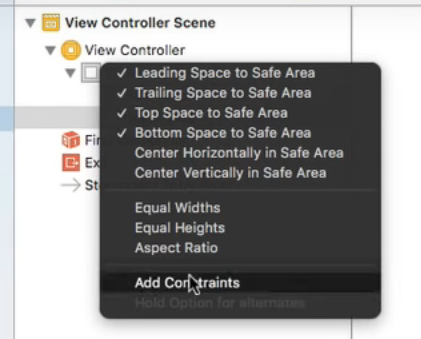 View Controller Scene
View Controller
✓ Leading Space to Safe Area
✓ Trailing Space to Safe Area
✓ Top Space to Safe Area
✓ Bottom Space to Safe Area
Center Horizontally in Safe Area
Center Vertically in Safe Area
Fi
Ex
St
Equal Widths
Equal Heights
Aspect Ratio
Add Constraints
Hold Option for alternates